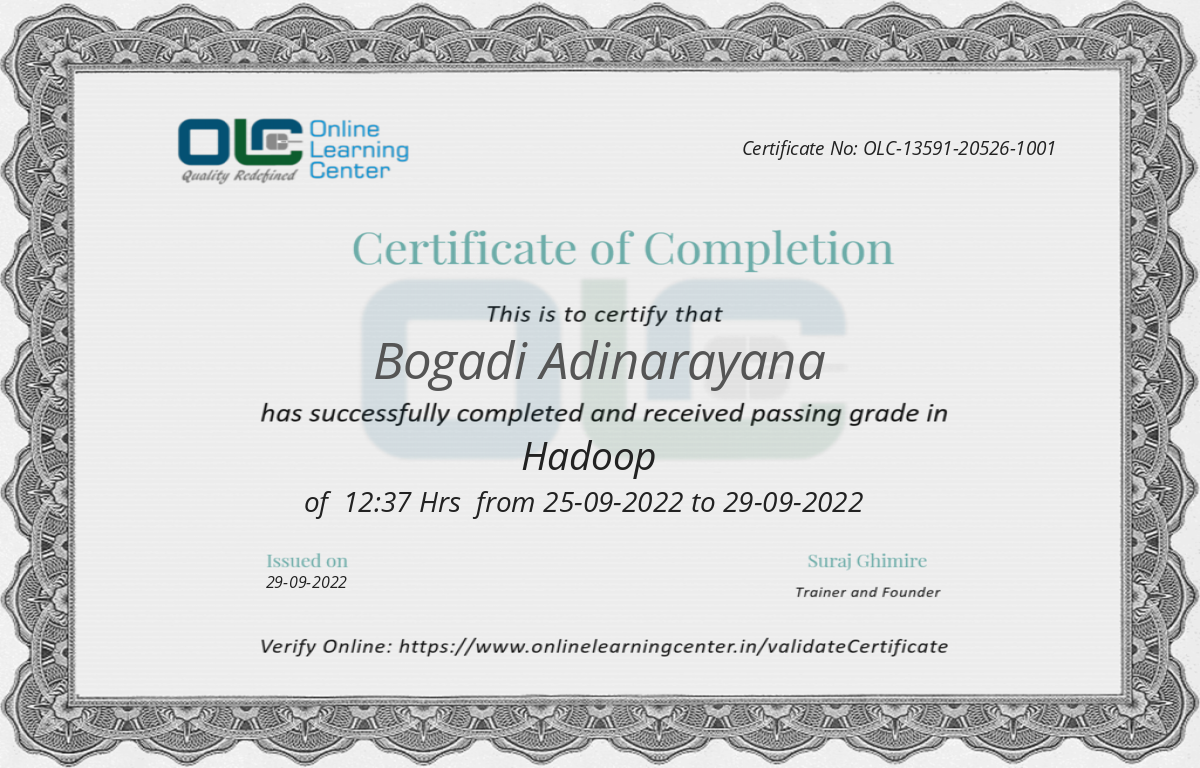 OLC Online
Learning
Center
Quality Redefined
Certificate No: OLC-13591-20526-1001
Certificate of Completion
This is to certify that
Bogadi Adinarayana
has successfully completed and received passing grade in
Hadoop
of 12:37 Hrs from 25-09-2022 to 29-09-2022
Issued on
29-09-2022
Suraj Ghimire
Trainer and Founder
Verify Online: https://www.onlinelearningcenter.in/validateCertificate